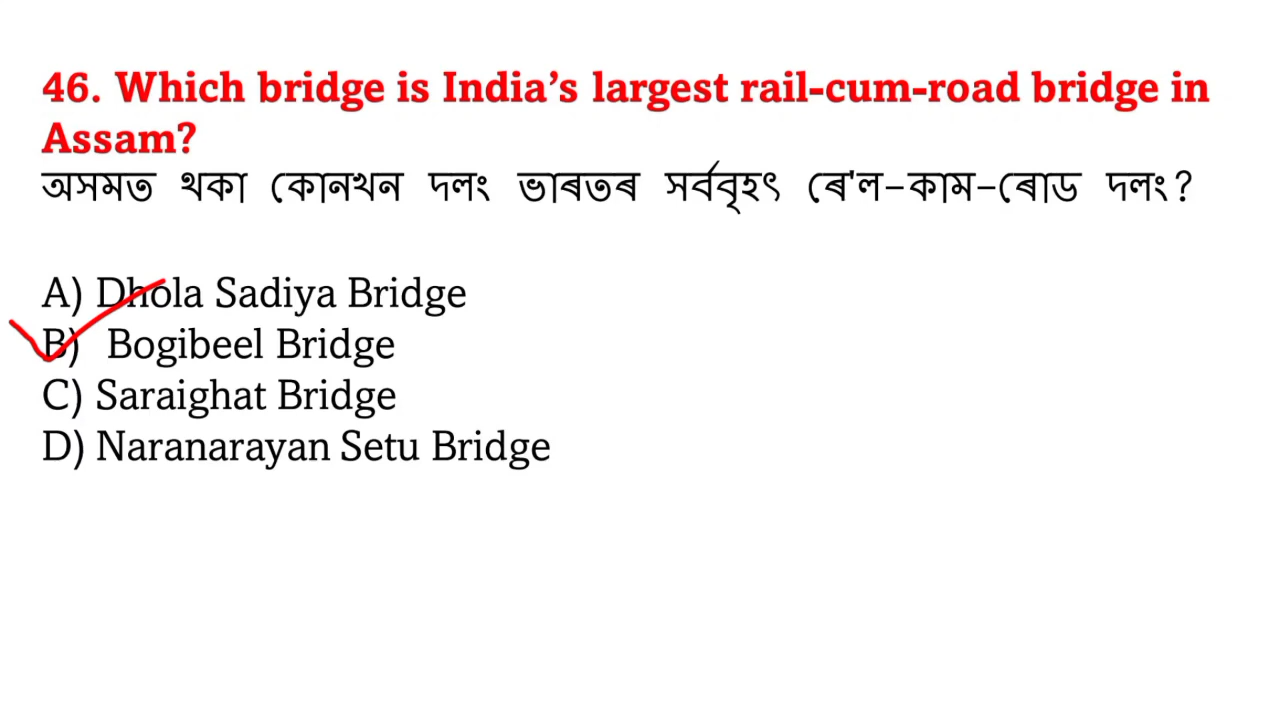 46. Which bridge is India’s largest rail-cum-road bridge in
Assam?
অসমত থকা কোনখন দলং ভাৰতৰ সৰ্ববৃহৎ ৰে'ল-কাম-ৰোড দলং?
A) Dhola Sadiya Bridge
B) Bogibeel Bridge
C) Saraighat Bridge
D) Naranarayan Setu Bridge